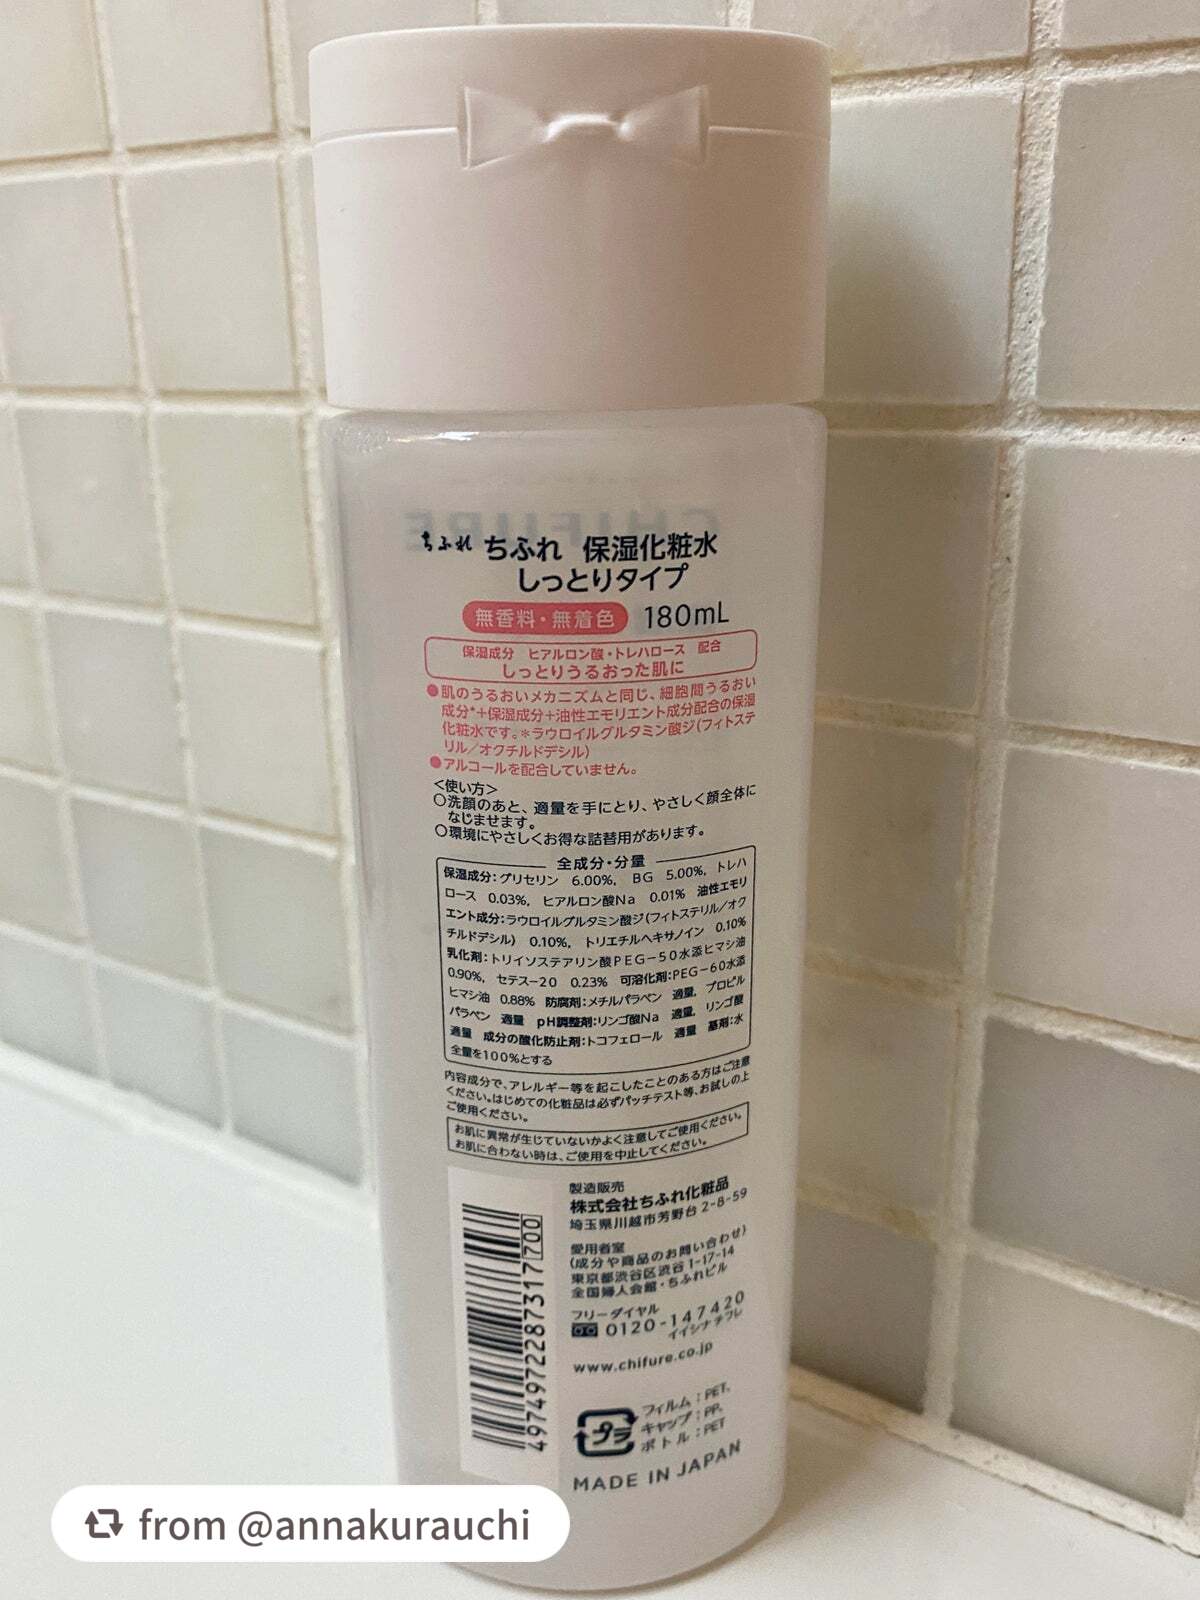 CHIFURE
ちふれ ちふれ 保湿化粧水
しっとりタイプ
無香料・無着色 180mL
保湿成分 ヒアルロン酸・トレハロース 配合
しっとりうるおった肌に
●肌のうるおいメカニズムと同じ、細胞間うるおい
成分*+保湿成分+油性エモリエント成分配合の保湿
化粧水です。*ラウロイルグルタミン酸ジ(フィトステ
リル/オクチルドデシル)
●アルコールを配合していません。
<使い方>
○洗顔のあと、適量を手にとり、やさしく顔全体に
なじませます。
○環境にやさしくお得な詰替用があります。
全成分・分量
保湿成分:グリセリン 6.00%, BG 5.00%, トレハ
ロース 0.03%, ヒアルロン酸Na 0.01% 油性エモリ
エント成分:ラウロイルグルタミン酸ジ(フィトステリル/オク
チルドデシル) 0.10%, トリエチルヘキサノイン 0.10%
乳化剤:トリイソステアリン酸PEG-50水添ヒマシ油
0.90%, セテス-20 0.23% 可溶化剤:PEG-60水添
ヒマシ油 0.88% 防腐剤:メチルパラベン 適量, プロピル
パラベン 適量 pH調整剤:リンゴ酸Na 適量, リンゴ酸
適量 成分の酸化防止剤:トコフェロール 適量 基剤:水
全量を100%とする
内容成分で、アレルギー等を起こしたことのある方はご注意
ください。はじめての化粧品は必ずパッチテスト等、お試しの上
ご使用ください。
お肌に異常が生じていないかよく注意してご使用ください。
お肌に合わない時は、ご使用を中止してください。
製造販売
株式会社ちふれ化粧品
埼玉県川越市芳野台 2-8-59
愛用者室
(成分や商品のお問い合わせ)
東京都渋谷区渋谷 1-17-14
全国婦人会館・ちふれビル
フリーダイヤル
0120-147420
イイシナ チフレ
www.chifure.co.jp
プラ
フィルム:PET,
キャップ:PP,
ボトル:PET
MADE IN JAPAN
4974972287317 700
from @annakurauchi